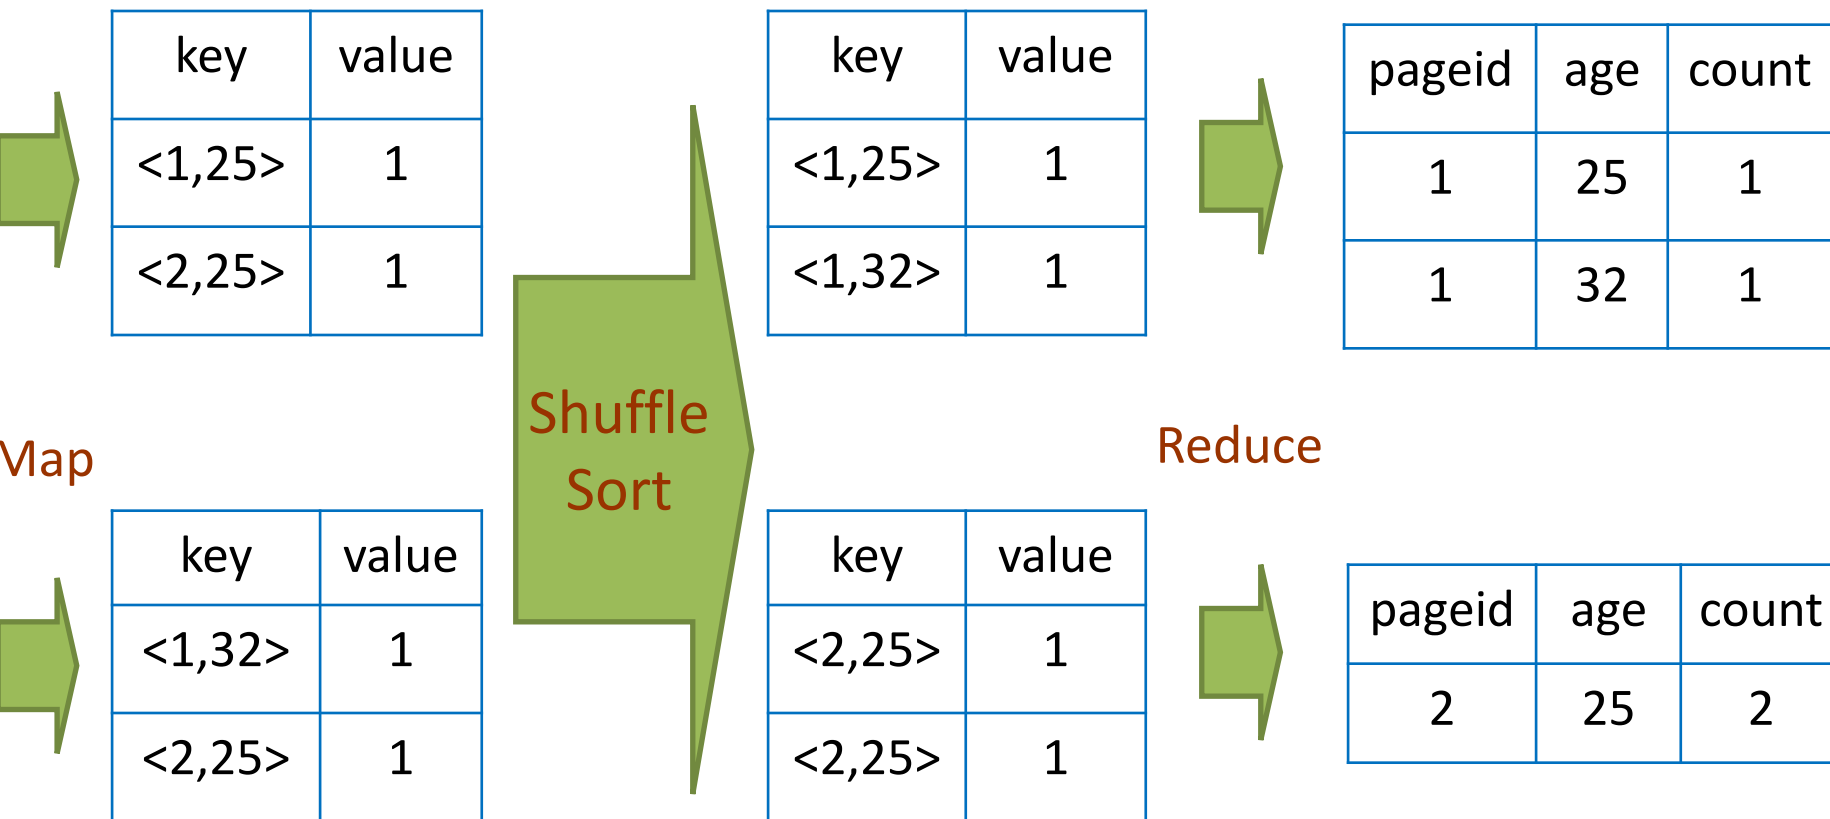 key value
<1,25> 1
<2,25> 1
Map
key value
<1,32> 1
<2,25> 1
Shuffle
Sort
key value
<1,25> 1
<1,32> 1
key value
<2,25> 1
<2,25> 1
Reduce
pageid age count
1 25 1
1 32 1
pageid age count
2 25 2